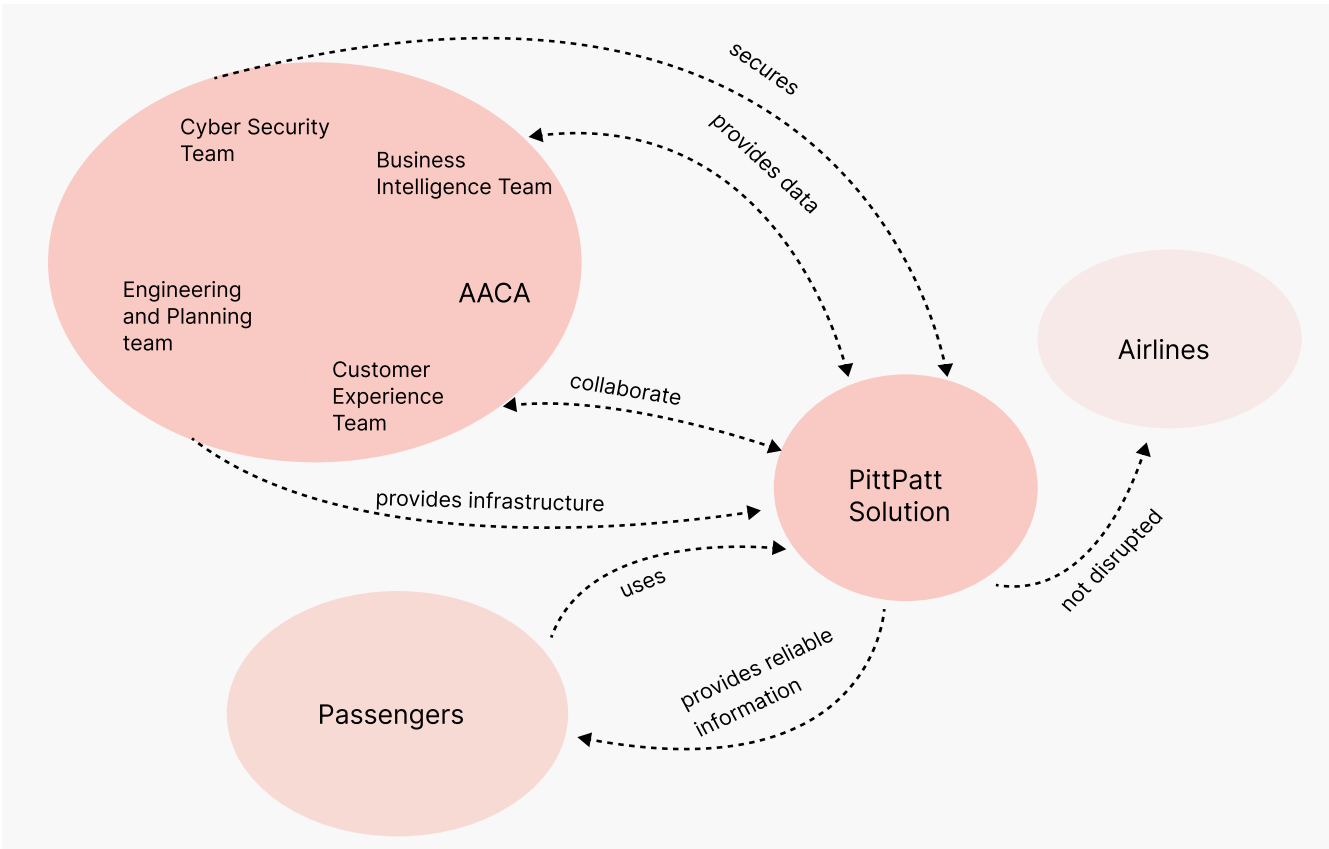 secures
provides data
Cyber Security
Team
Business
Intelligence Team
Engineering
and Planning
team
AACA
Customer
Experience
Team
collaborate
provides infrastructure
Airlines
PittPatt
Solution
uses
not disrupted
provides reliable
information
Passengers